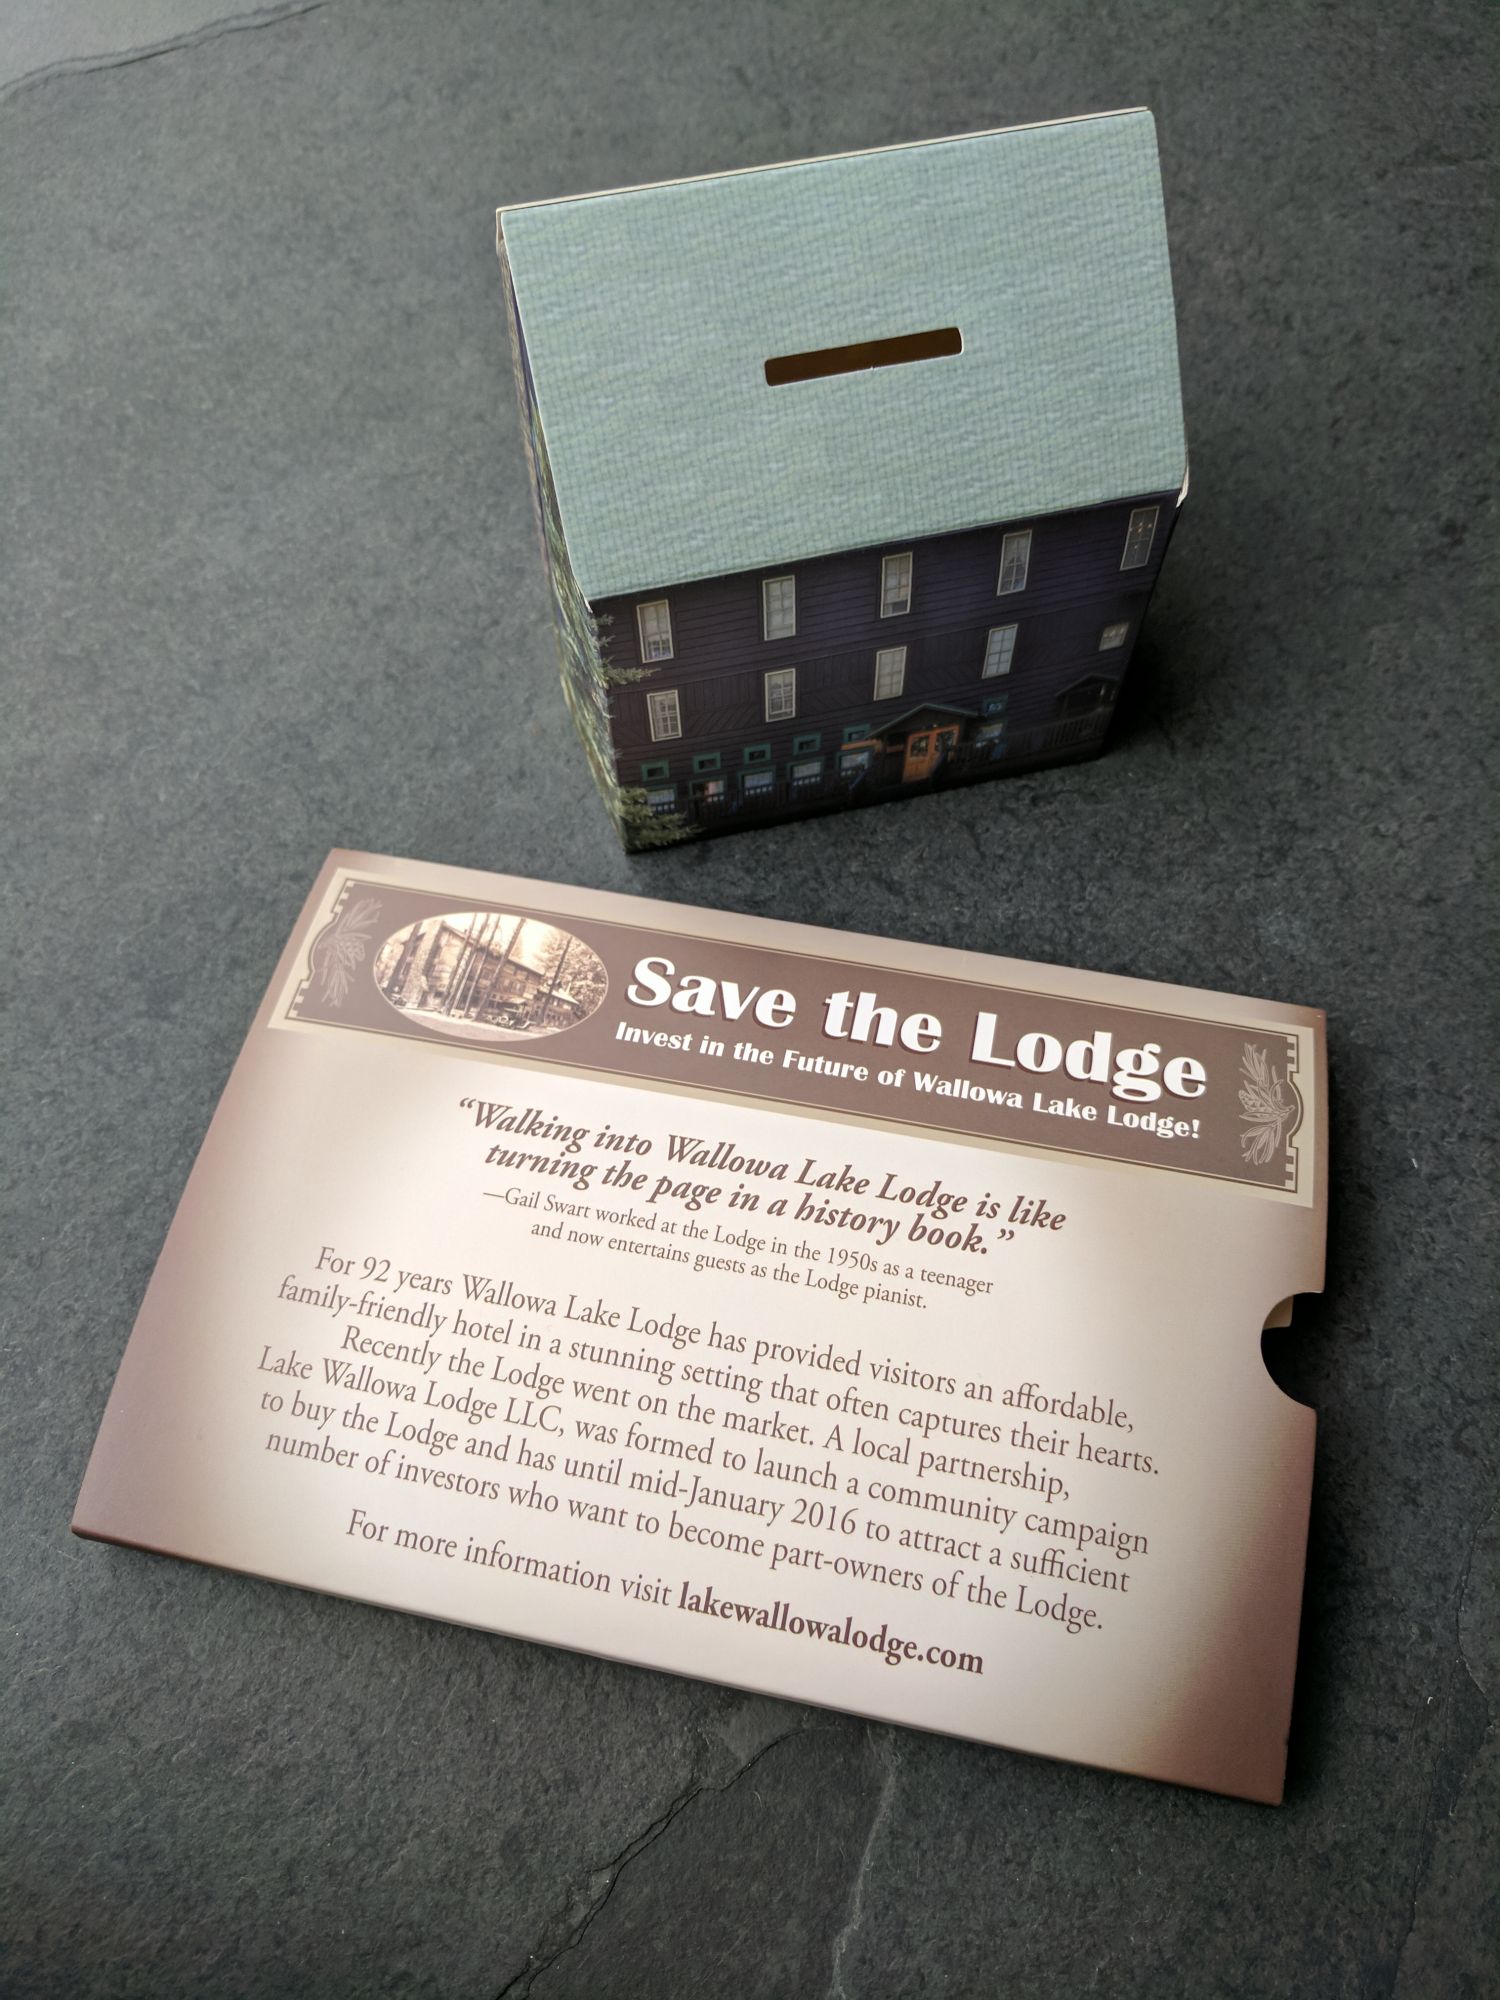 Save the Lodge
Invest in the Future of Wallowa Lake Lodge!
“Walking into Wallowa Lake Lodge is like
turning the page in a history book.”
—Gail Swart worked at the Lodge in the 1950s as a teenager
and now entertains guests as the Lodge pianist.
For 92 years Wallowa Lake Lodge has provided visitors an affordable,
family-friendly hotel in a stunning setting that often captures their hearts.
Recently the Lodge went on the market. A local partnership,
Lake Wallowa Lodge LLC, was formed to launch a community campaign
to buy the Lodge and has until mid-January 2016 to attract a sufficient
number of investors who want to become part-owners of the Lodge.
For more information visit lakewallowalodge.com